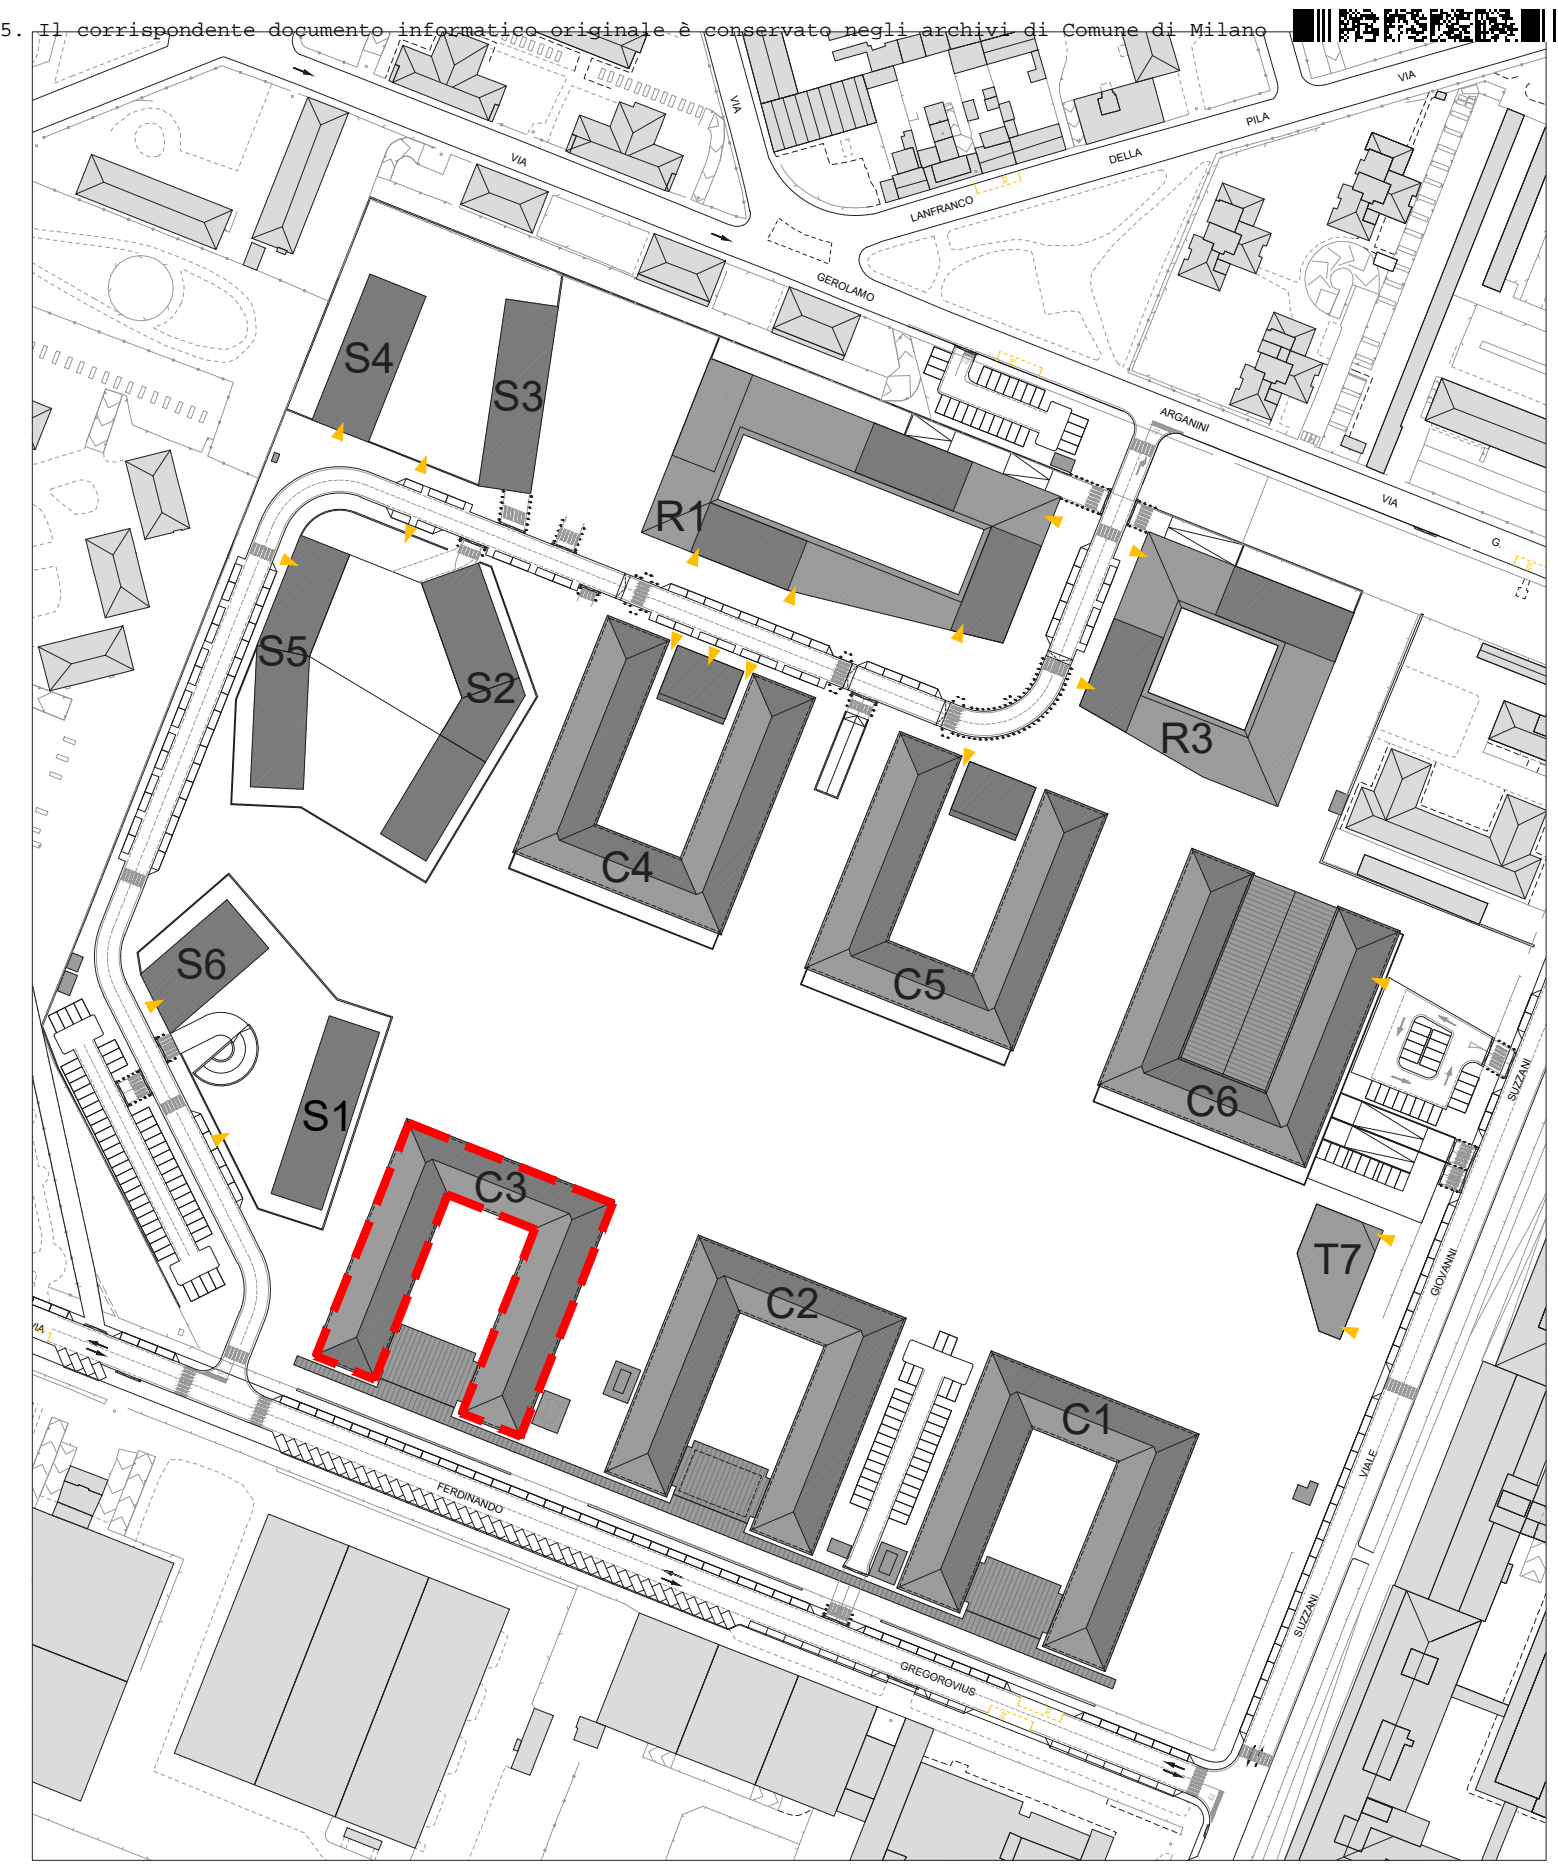 5. Il corrispondente documento informatico originale è conservato negli archivi di Comune di Milano
VIA
VIA
PILA
DELLA
VIA
LANFRANCO
GEROLAMO
ARGANINI
VIA
G.
S4
S3
R1
R3
S5
S2
C4
C5
C6
S6
S1
C3
C2
C1
T7
SUZZANI
GIOVANNI
VIALE
SUZZANI
VIA
FERDINANDO
GREGOROVIUS